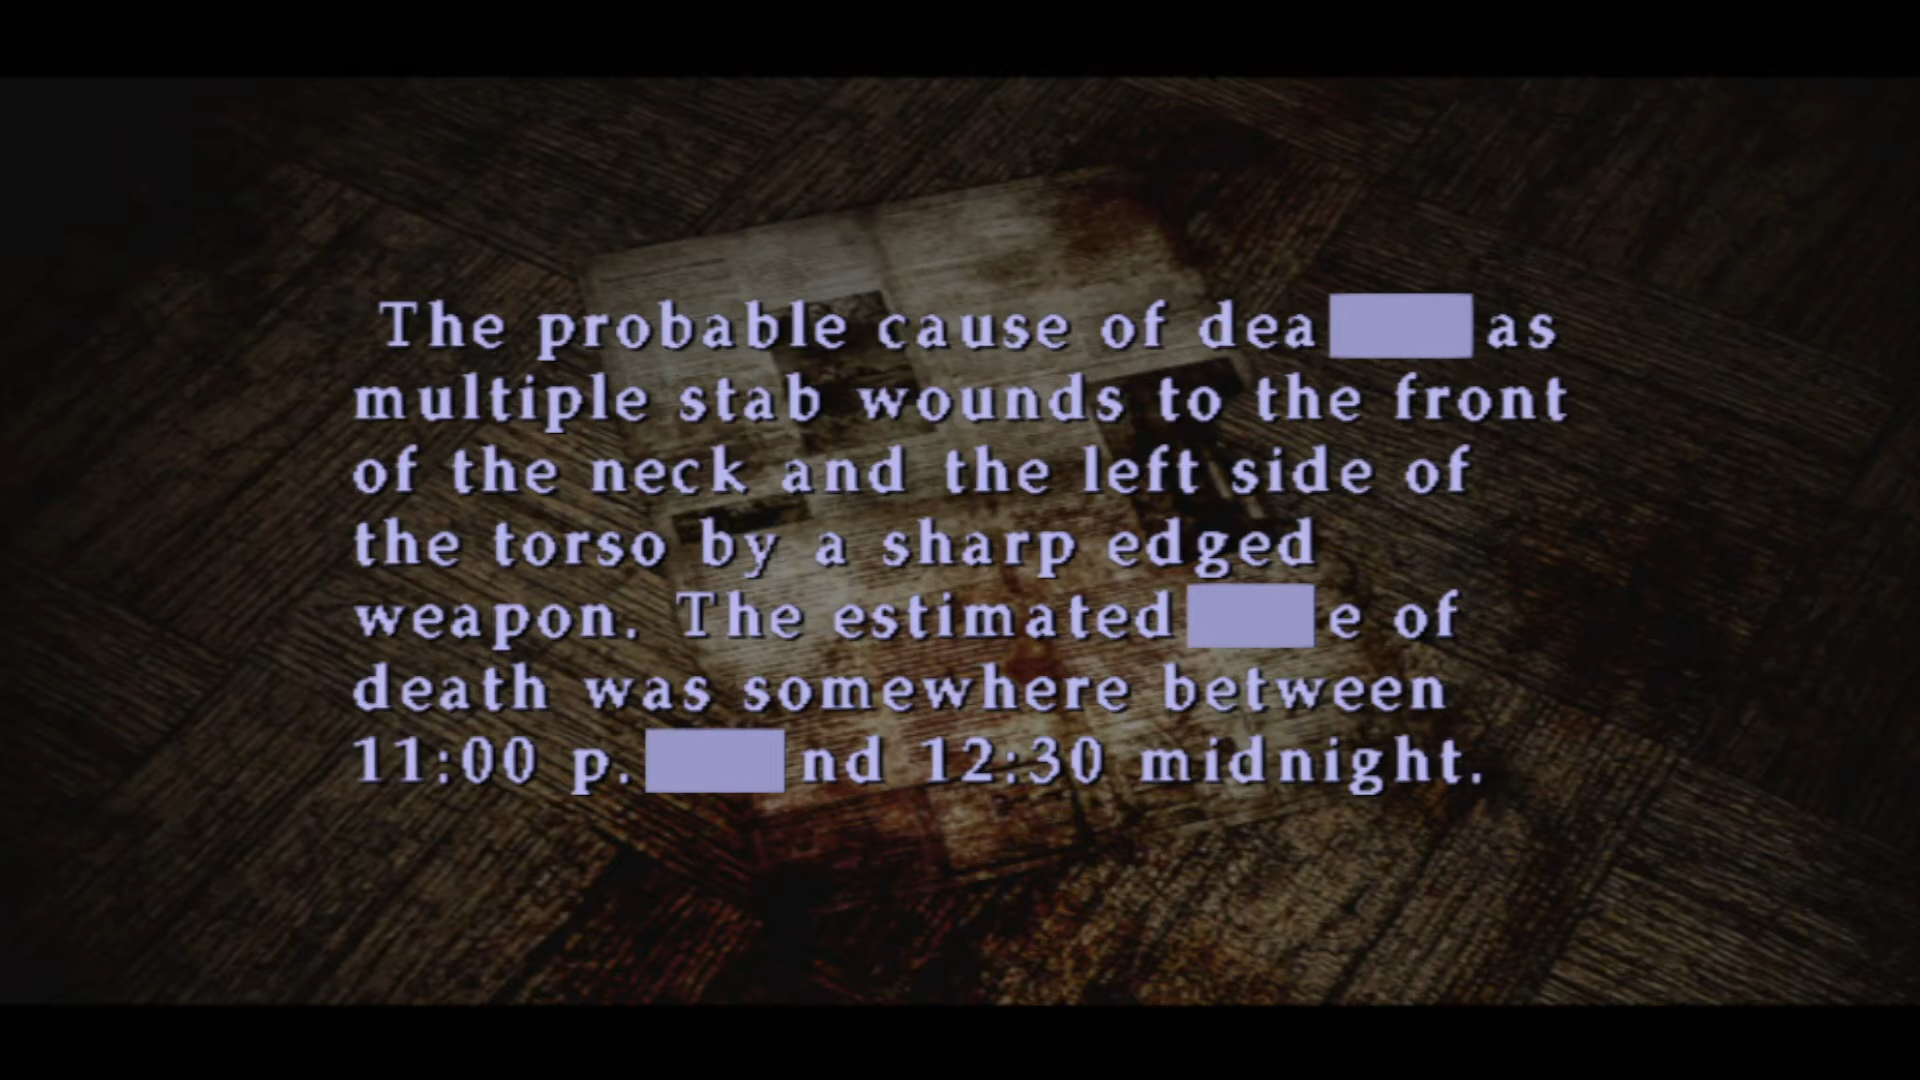 The probable cause of dea as
multiple stab wounds to the front
of the neck and the left side of
the torso by a sharp edged
weapon. The estimated e of
death was somewhere between
11:00 p. nd 12:30 midnight.